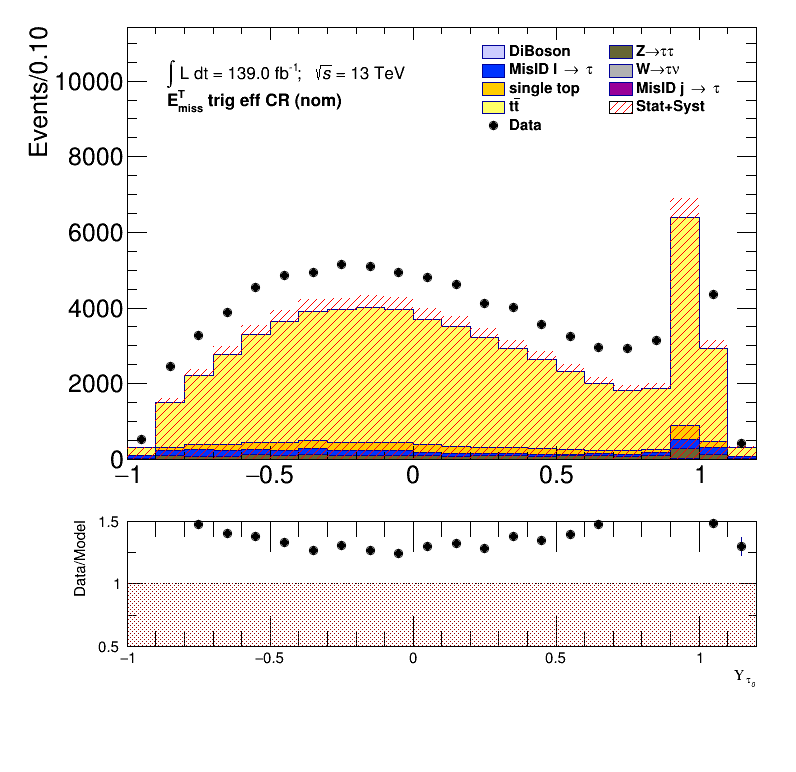 Events/0.10
∫ L dt = 139.0 fb⁻¹; √s = 13 TeV
E^T_miss trig eff CR (nom)
DiBoson
Z→ττ
MisID l → τ
W→τν
single top
MisID j → τ
tt̄
Stat+Syst
Data
10000
8000
6000
4000
2000
0
−1
−0.5
0
0.5
1
Data/Model
1.5
1
0.5
−1
−0.5
0
0.5
1
Υ_τ₀